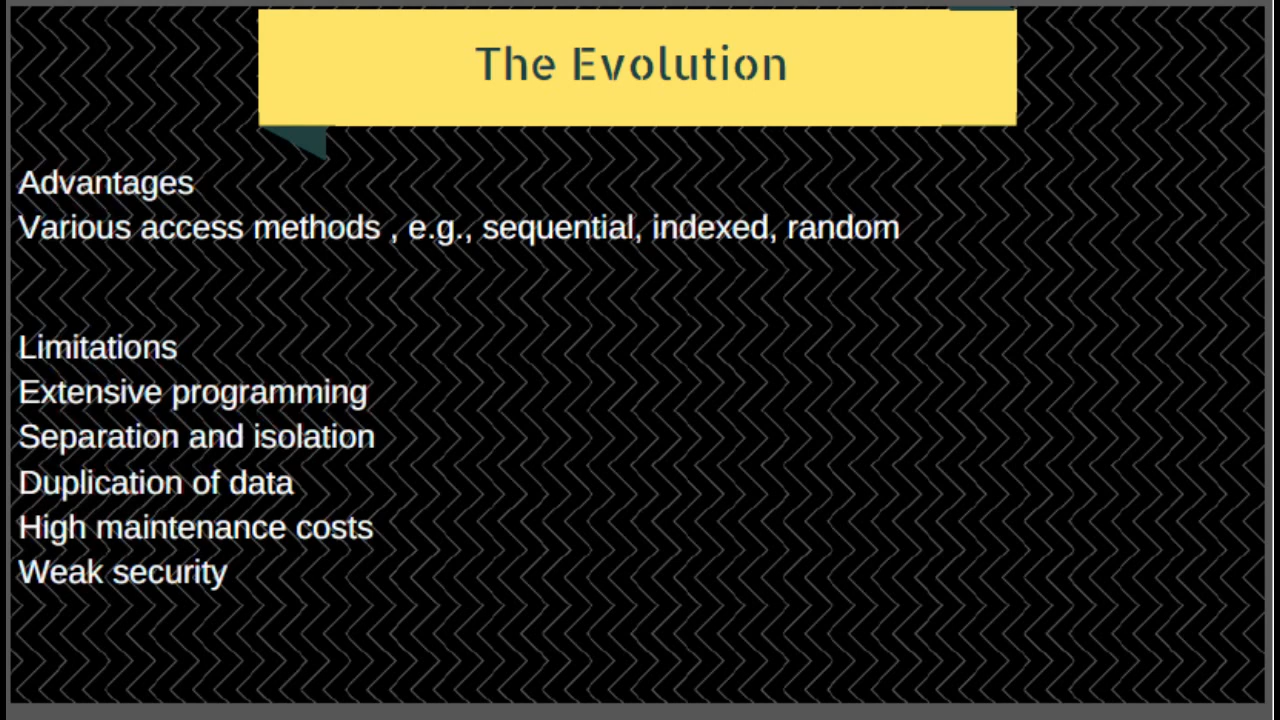 The Evolution
Advantages
Various access methods , e.g., sequential, indexed, random
Limitations
Extensive programming
Separation and isolation
Duplication of data
High maintenance costs
Weak security